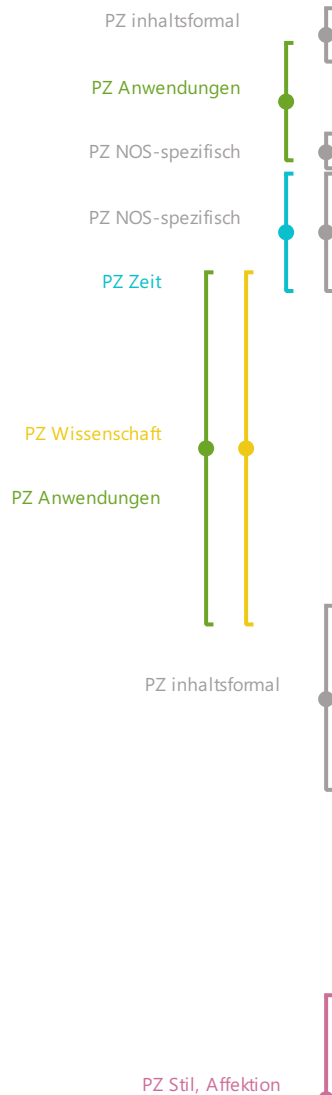 PZ inhaltsformal
PZ Anwendungen
PZ NOS-spezifisch
PZ NOS-spezifisch
PZ Zeit
PZ Wissenschaft
PZ Anwendungen
PZ inhaltsformal
PZ Stil, Affektion